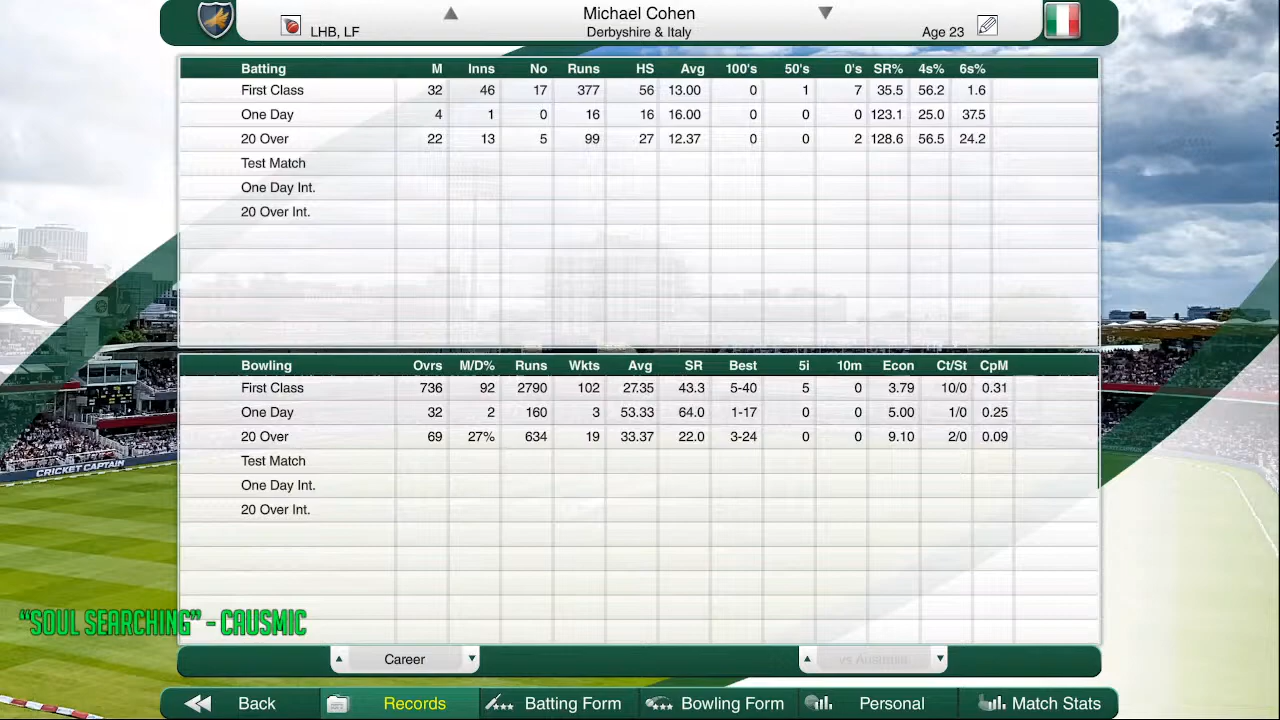 Michael Cohen
LHB, LF
Derbyshire & Italy
Age 23
Batting M Inns No Runs HS Avg 100's 50's 0's SR% 4s% 6s%
First Class 32 46 17 377 56 13.00 0 1 7 35.5 56.2 1.6
One Day 4 1 0 16 16 16.00 0 0 0 123.1 25.0 37.5
20 Over 22 13 5 99 27 12.37 0 0 2 128.6 56.5 24.2
Test Match
One Day Int.
20 Over Int.
Bowling Ovrs M/D% Runs Wkts Avg SR Best 5i 10m Econ Ct/St CpM
First Class 736 92 2790 102 27.35 43.3 5-40 5 0 3.79 10/0 0.31
One Day 32 2 160 3 53.33 64.0 1-17 0 0 5.00 1/0 0.25
20 Over 69 27% 634 19 33.37 22.0 3-24 0 0 9.10 2/0 0.09
Test Match
One Day Int.
20 Over Int.
CRICKET CAPTAIN
“SOUL SEARCHING” - CAUSMIC
Career
vs Australia
Back Records Batting Form Bowling Form Personal Match Stats